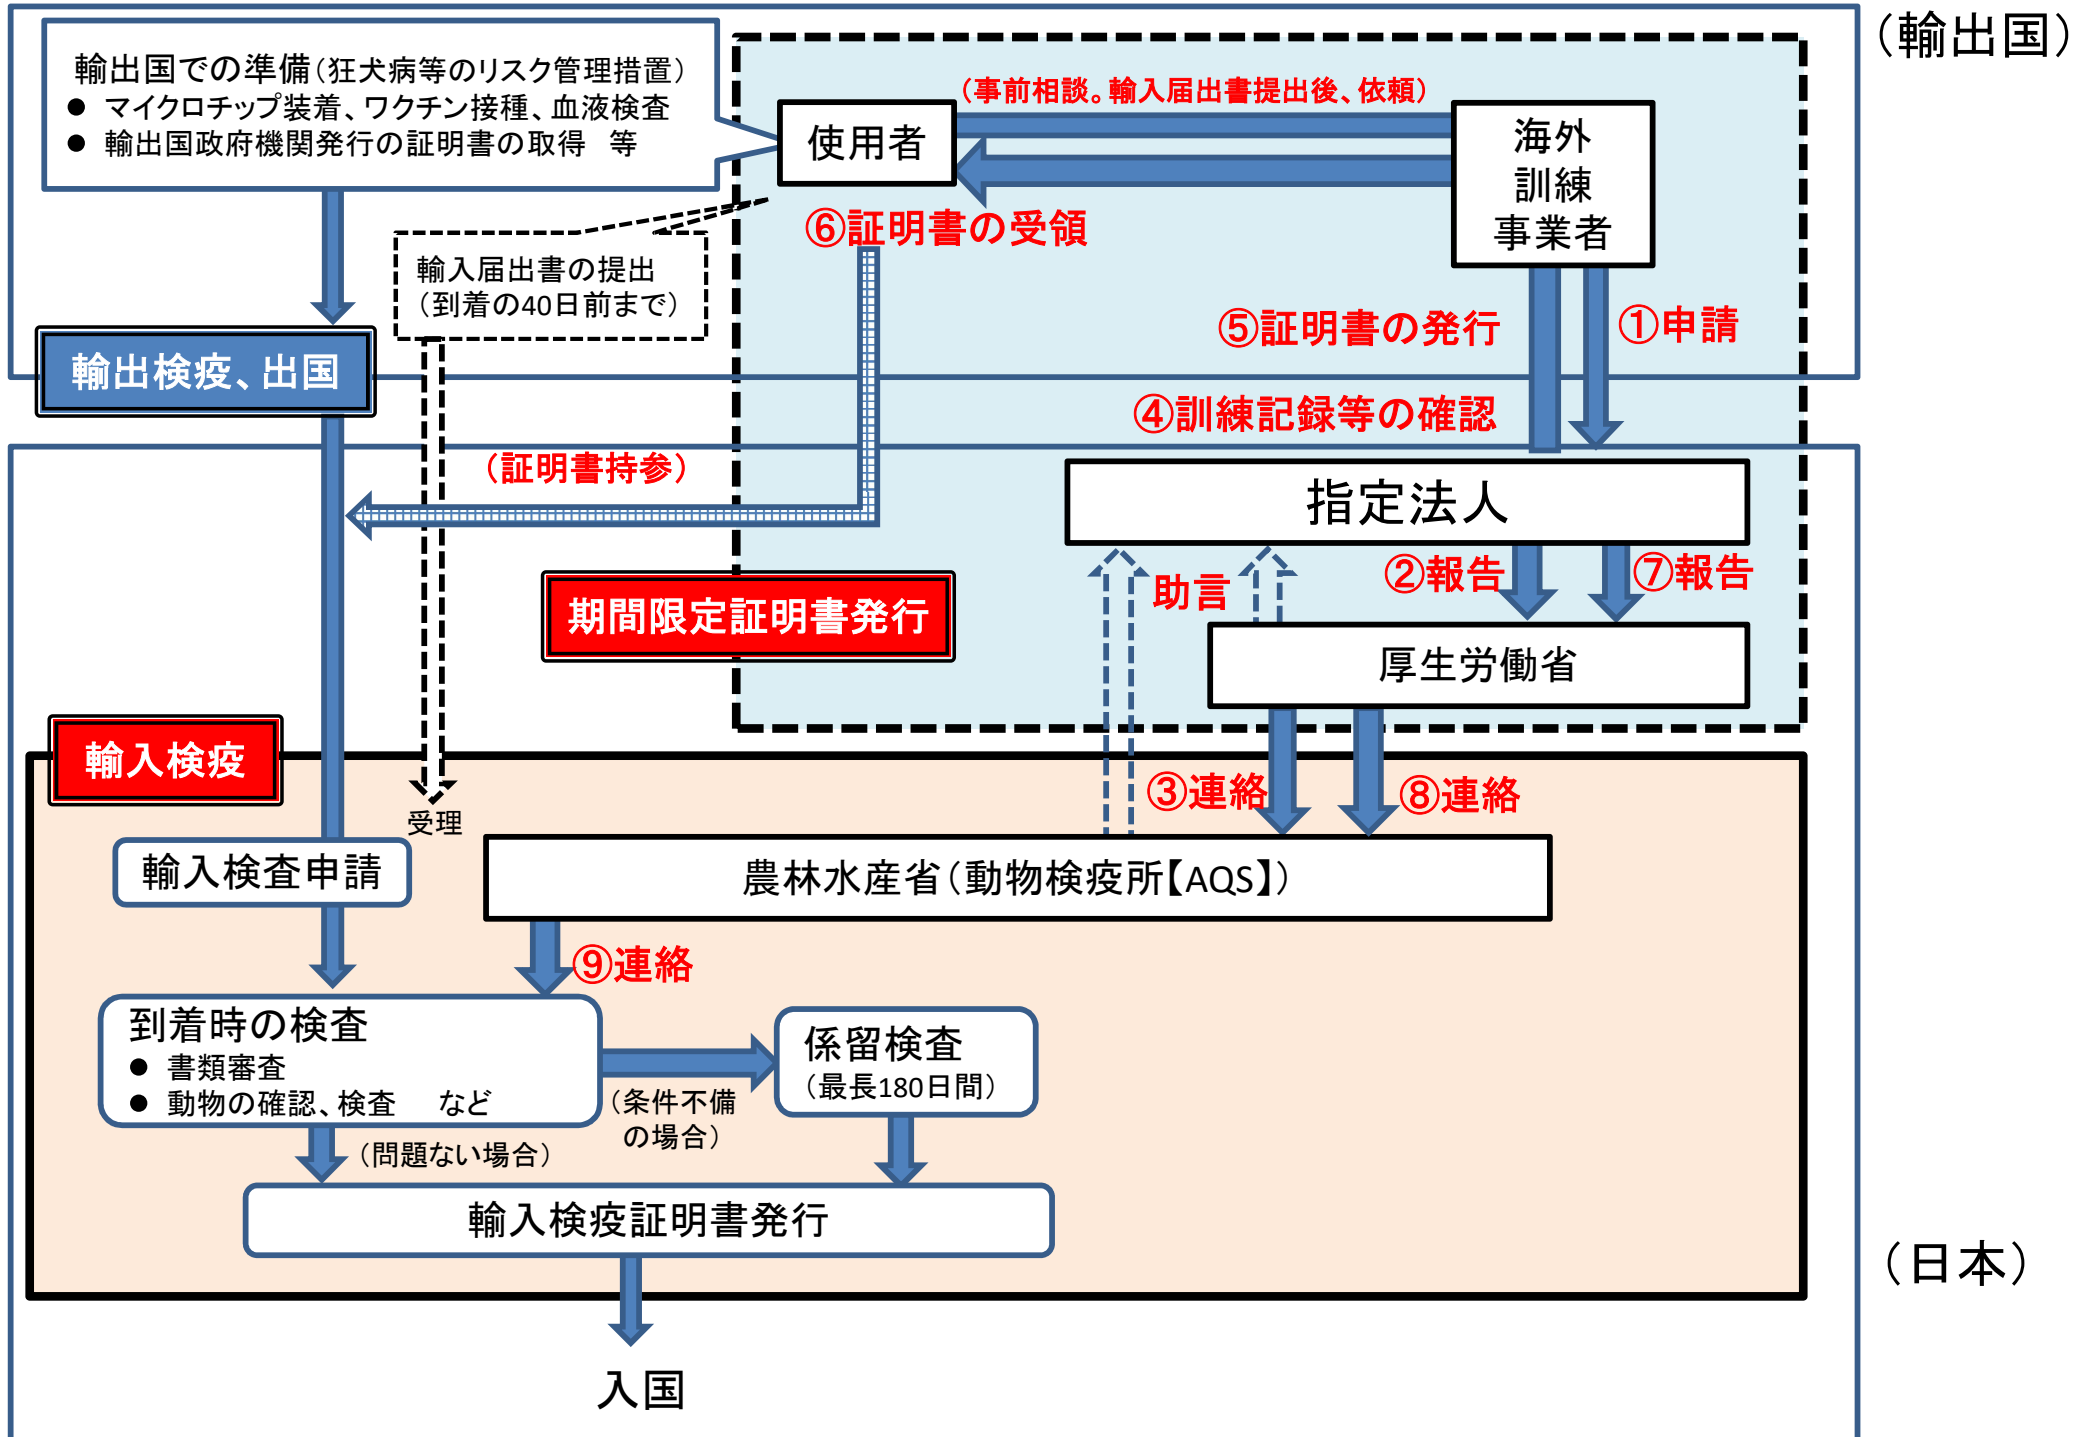 （輸出国）
輸出国での準備（狂犬病等のリスク管理措置）
● マイクロチップ装着、ワクチン接種、血液検査
● 輸出国政府機関発行の証明書の取得　等
（事前相談。輸入届出書提出後、依頼）
使用者
海外
訓練
事業者
⑥証明書の受領
輸入届出書の提出
（到着の40日前まで）
⑤証明書の発行
①申請
輸出検疫、出国
④訓練記録等の確認
（証明書持参）
指定法人
②報告
⑦報告
助言
期間限定証明書発行
厚生労働省
輸入検疫
③連絡
⑧連絡
受理
輸入検査申請
農林水産省（動物検疫所【AQS】）
⑨連絡
到着時の検査
● 書類審査
● 動物の確認、検査　など
係留検査
（最長180日間）
（条件不備
の場合）
（問題ない場合）
輸入検疫証明書発行
（日本）
入国